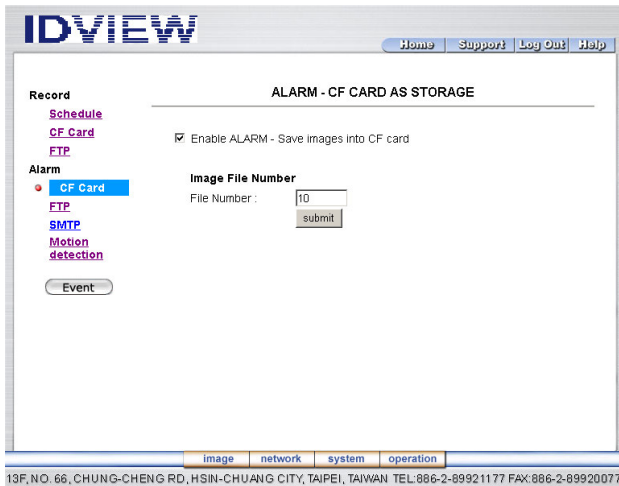 IDVIEW
Home Support Log Out Help
Record
Schedule
CF Card
FTP
Alarm
CF Card
FTP
SMTP
Motion
detection
Event
ALARM - CF CARD AS STORAGE
Enable ALARM - Save images into CF card
Image File Number
File Number : 10
submit
image network system operation
13F, NO. 66, CHUNG-CHENG RD, HSIN-CHUANG CITY, TAIPEI, TAIWAN TEL:886-2-89921177 FAX:886-2-89920077